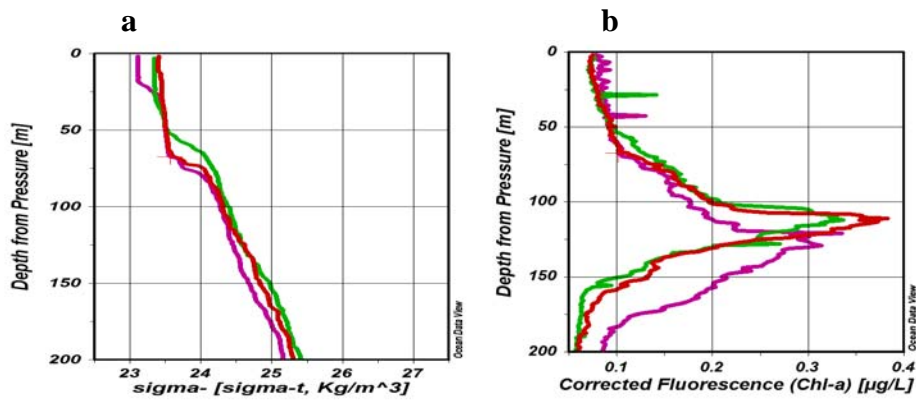 a
b
0
50
100
150
200
Depth from Pressure [m]
23
24
25
26
27
sigma- [sigma-t, Kg/m^3]
Ocean Data View
0
50
100
150
200
Depth from Pressure [m]
0.1
0.2
0.3
0.4
Corrected Fluorescence (Chl-a) [µg/L]
Ocean Data View